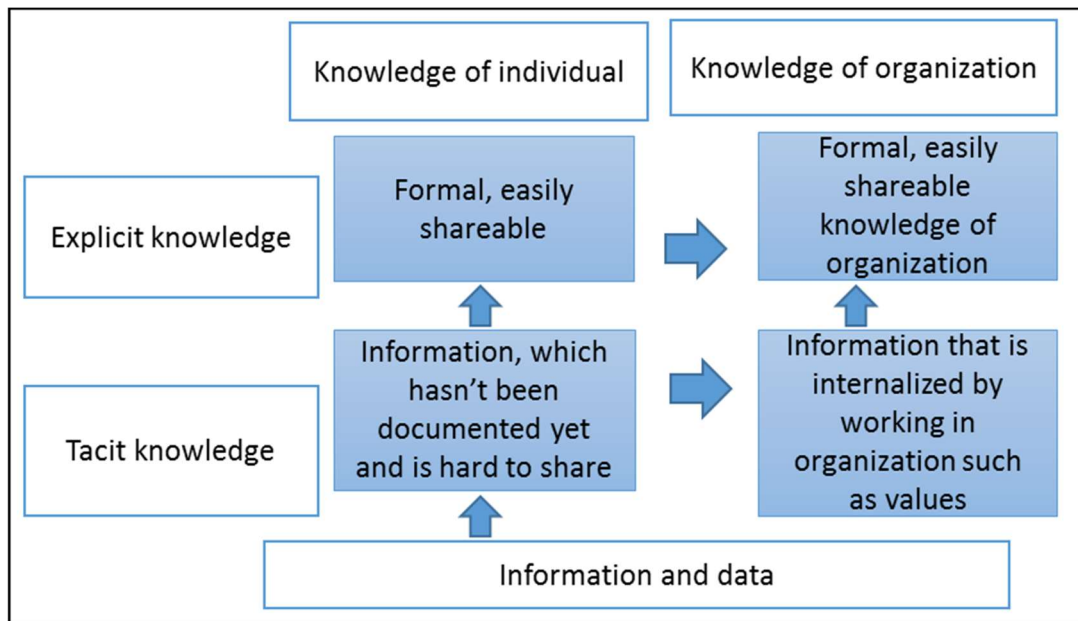 Knowledge of individual
Knowledge of organization
Explicit knowledge
Formal, easily
shareable
Formal, easily
shareable
knowledge of
organization
Tacit knowledge
Information, which
hasn’t been
documented yet
and is hard to share
Information that is
internalized by
working in
organization such
as values
Information and data